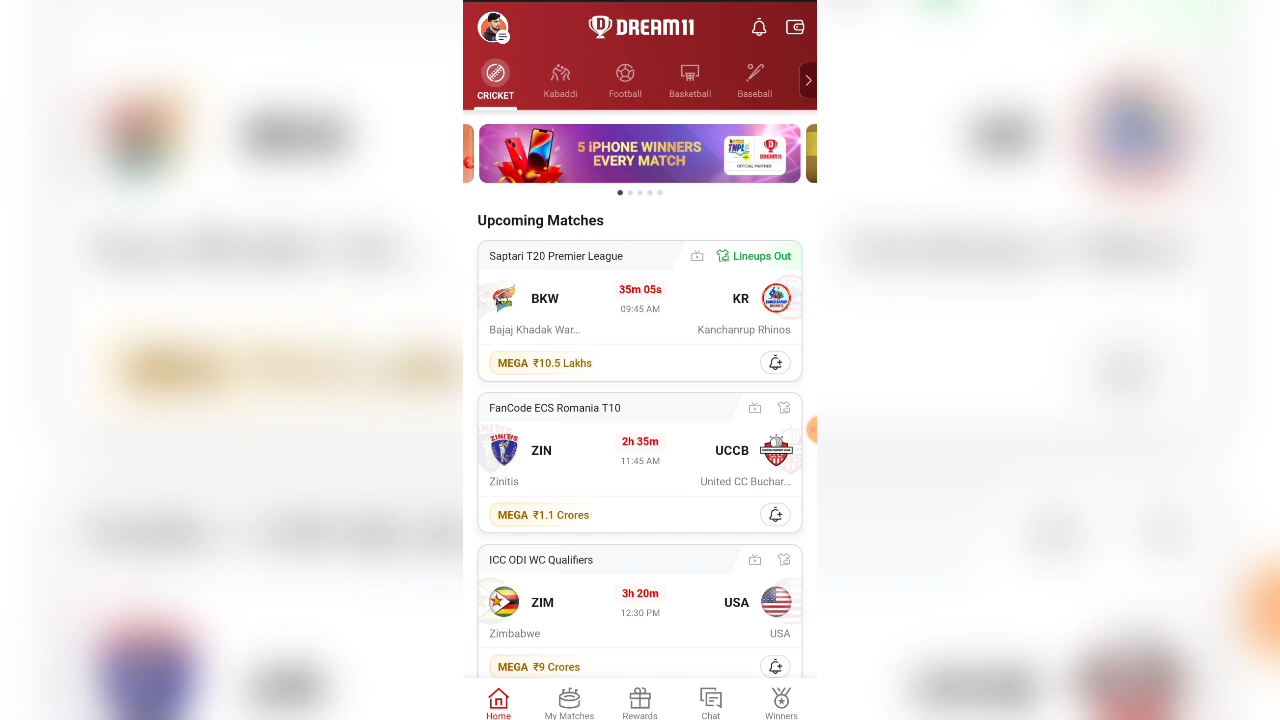 DREAM11
CRICKET Kabaddi Football Basketball Baseball
5 iPHONE WINNERS
EVERY MATCH
TNPL DREAM11
OFFICIAL PARTNER
Upcoming Matches
Saptari T20 Premier League Lineups Out
BKW 35m 05s KR
09:45 AM
Bajaj Khadak War... Kanchanrup Rhinos
MEGA ₹10.5 Lakhs
FanCode ECS Romania T10
ZINITIS
ZIN 2h 35m UCCB
11:45 AM
Zinitis United CC Buchar...
MEGA ₹1.1 Crores
ICC ODI WC Qualifiers
ZIM 3h 20m USA
12:30 PM
Zimbabwe USA
MEGA ₹9 Crores
Home My Matches Rewards Chat Winners